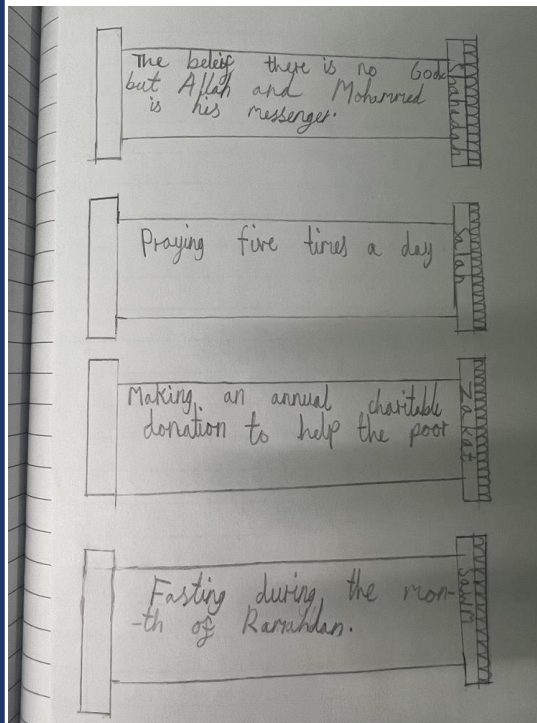 The beleif there is no God
but Allah and Mohammed
is his messenger.
Shahadah
Praying five times a day
Salah
Making an annual charitable
donation to help the poor
Zakat
Fasting during the mon-
-th of Ramahdan.
Sawm